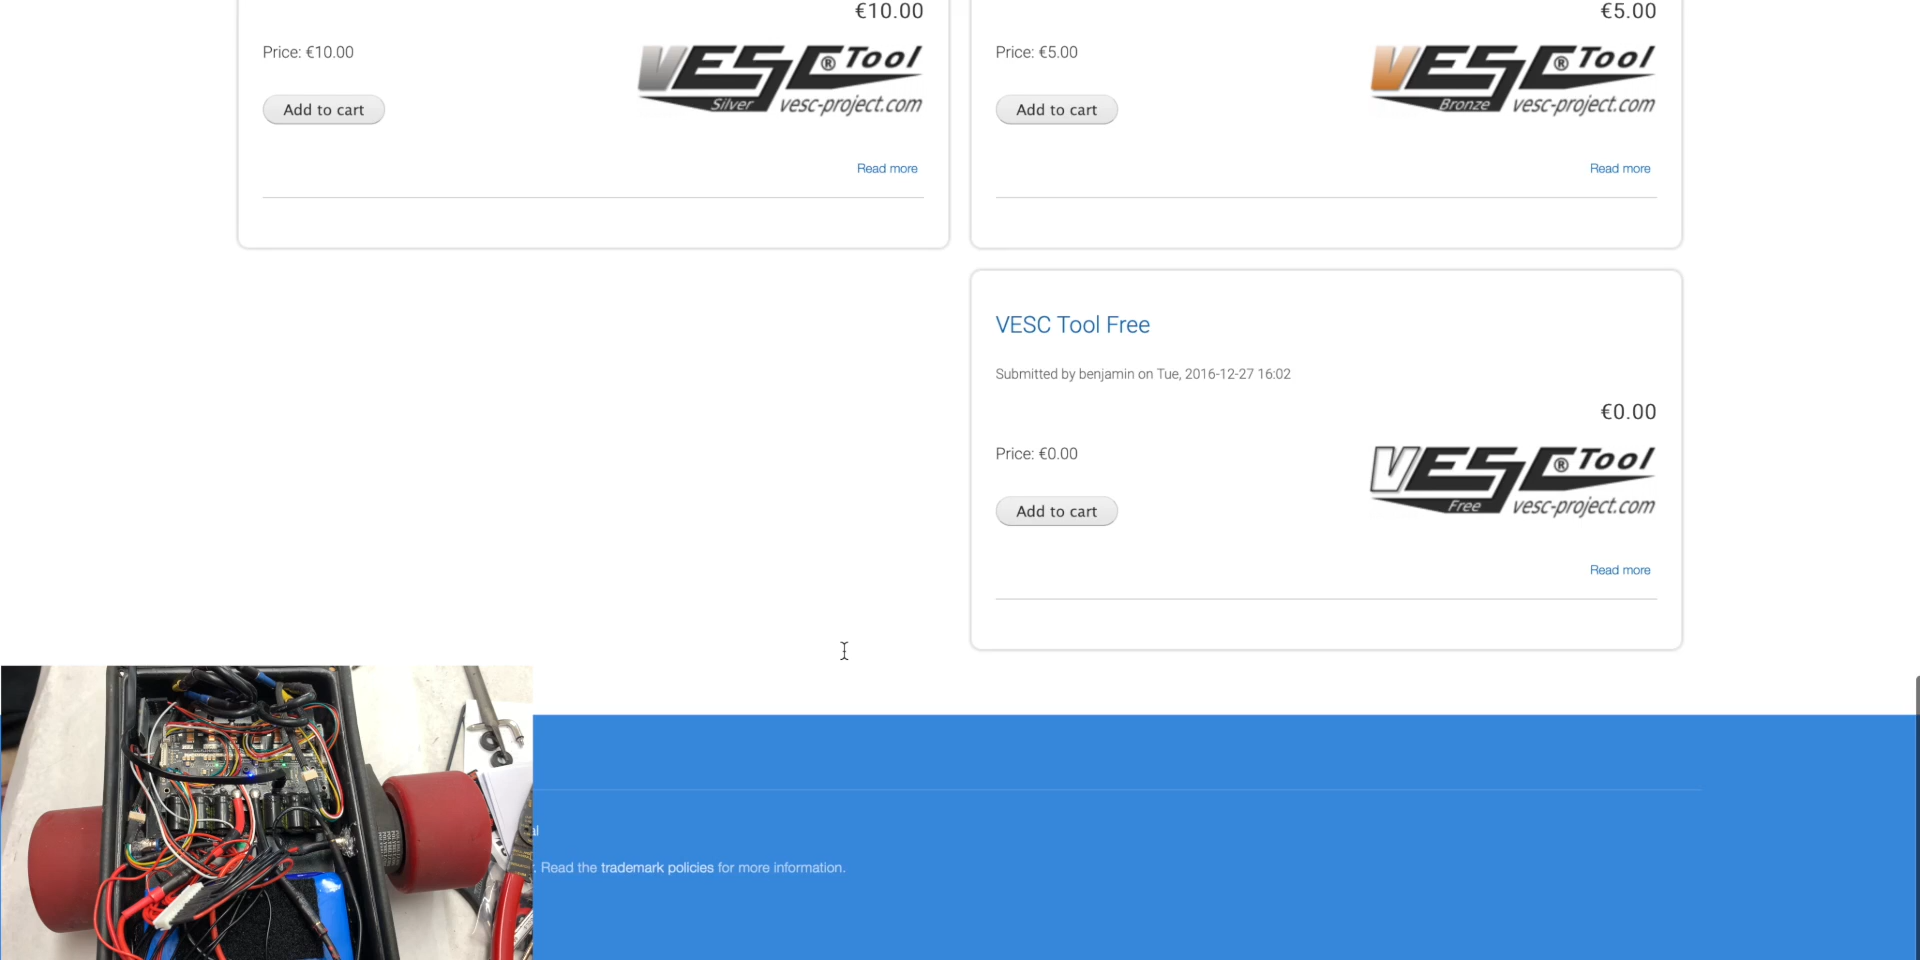 €10.00
Price: €10.00
VESC® Tool
Silver vesc-project.com
Add to cart
Read more
€5.00
Price: €5.00
VESC® Tool
Bronze vesc-project.com
Add to cart
Read more
VESC Tool Free
Submitted by benjamin on Tue, 2016-12-27 16:02
€0.00
Price: €0.00
VESC® Tool
Free vesc-project.com
Add to cart
Read more
al
. Read the trademark policies for more information.